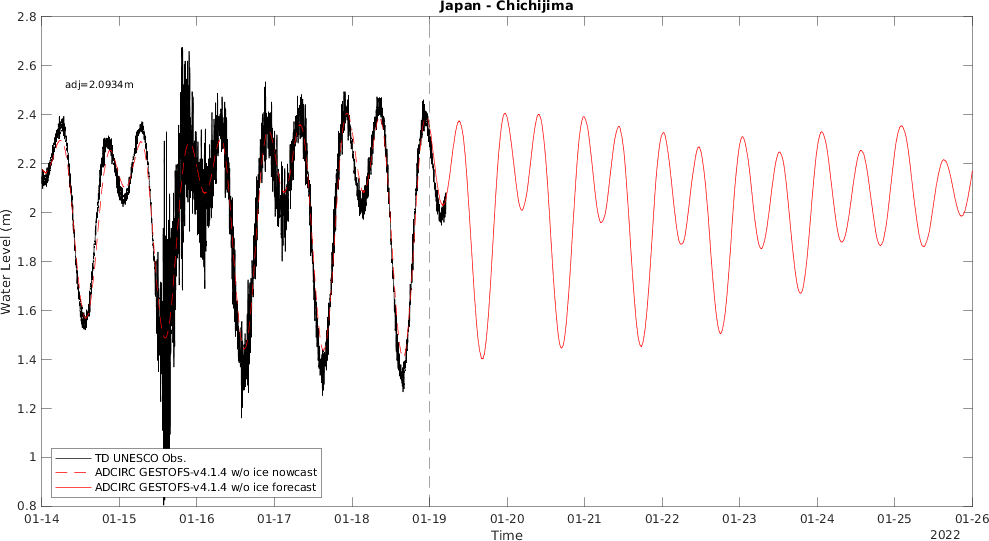 Japan - Chichijima
2.8
2.6
2.4
2.2
2
1.8
1.6
1.4
1.2
1
0.8
Water Level (m)
adj=2.0934m
TD UNESCO Obs.
ADCIRC GESTOFS-v4.1.4 w/o ice nowcast
ADCIRC GESTOFS-v4.1.4 w/o ice forecast
01-14 01-15 01-16 01-17 01-18 01-19 01-20 01-21 01-22 01-23 01-24 01-25 01-26
Time
2022